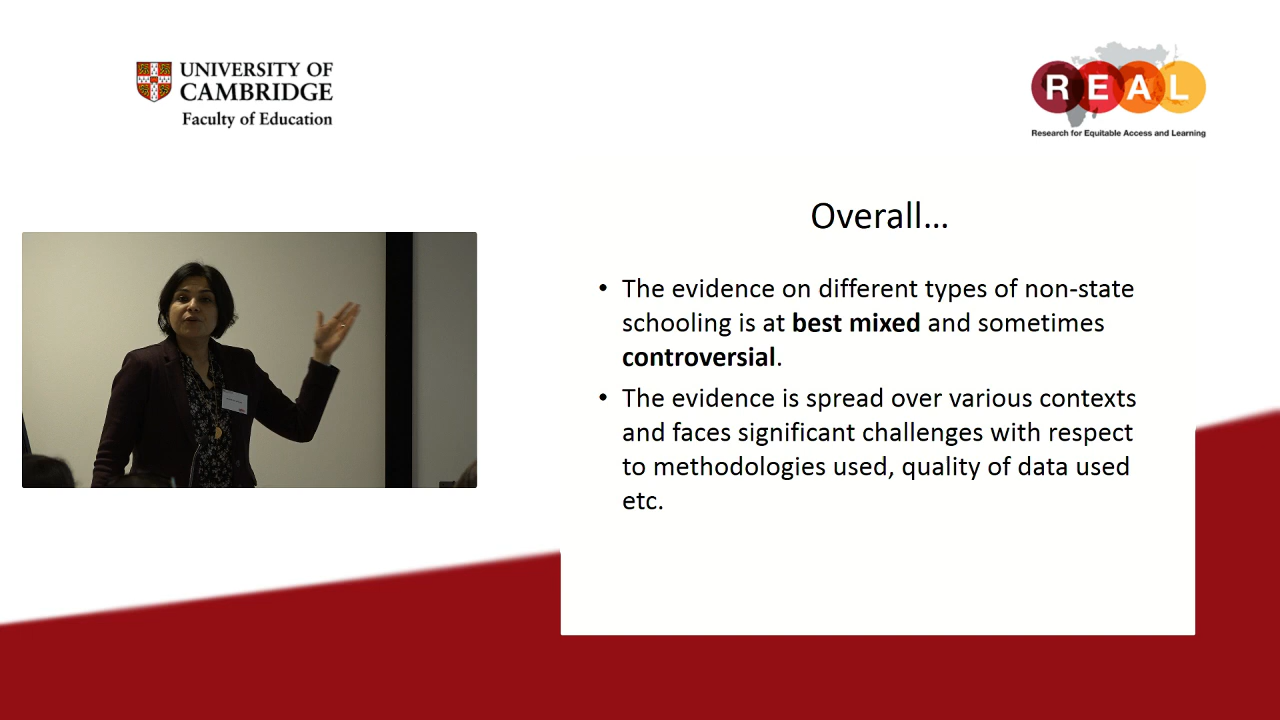 UNIVERSITY OF
CAMBRIDGE
Faculty of Education
R E A L
Research for Equitable Access and Learning
Overall...
• The evidence on different types of non-state
schooling is at best mixed and sometimes
controversial.
• The evidence is spread over various contexts
and faces significant challenges with respect
to methodologies used, quality of data used
etc.